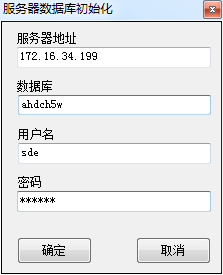 服务器数据库初始化
服务器地址
172.16.34.199
数据库
ahdch5w
用户名
sde
密码
******
确定
取消